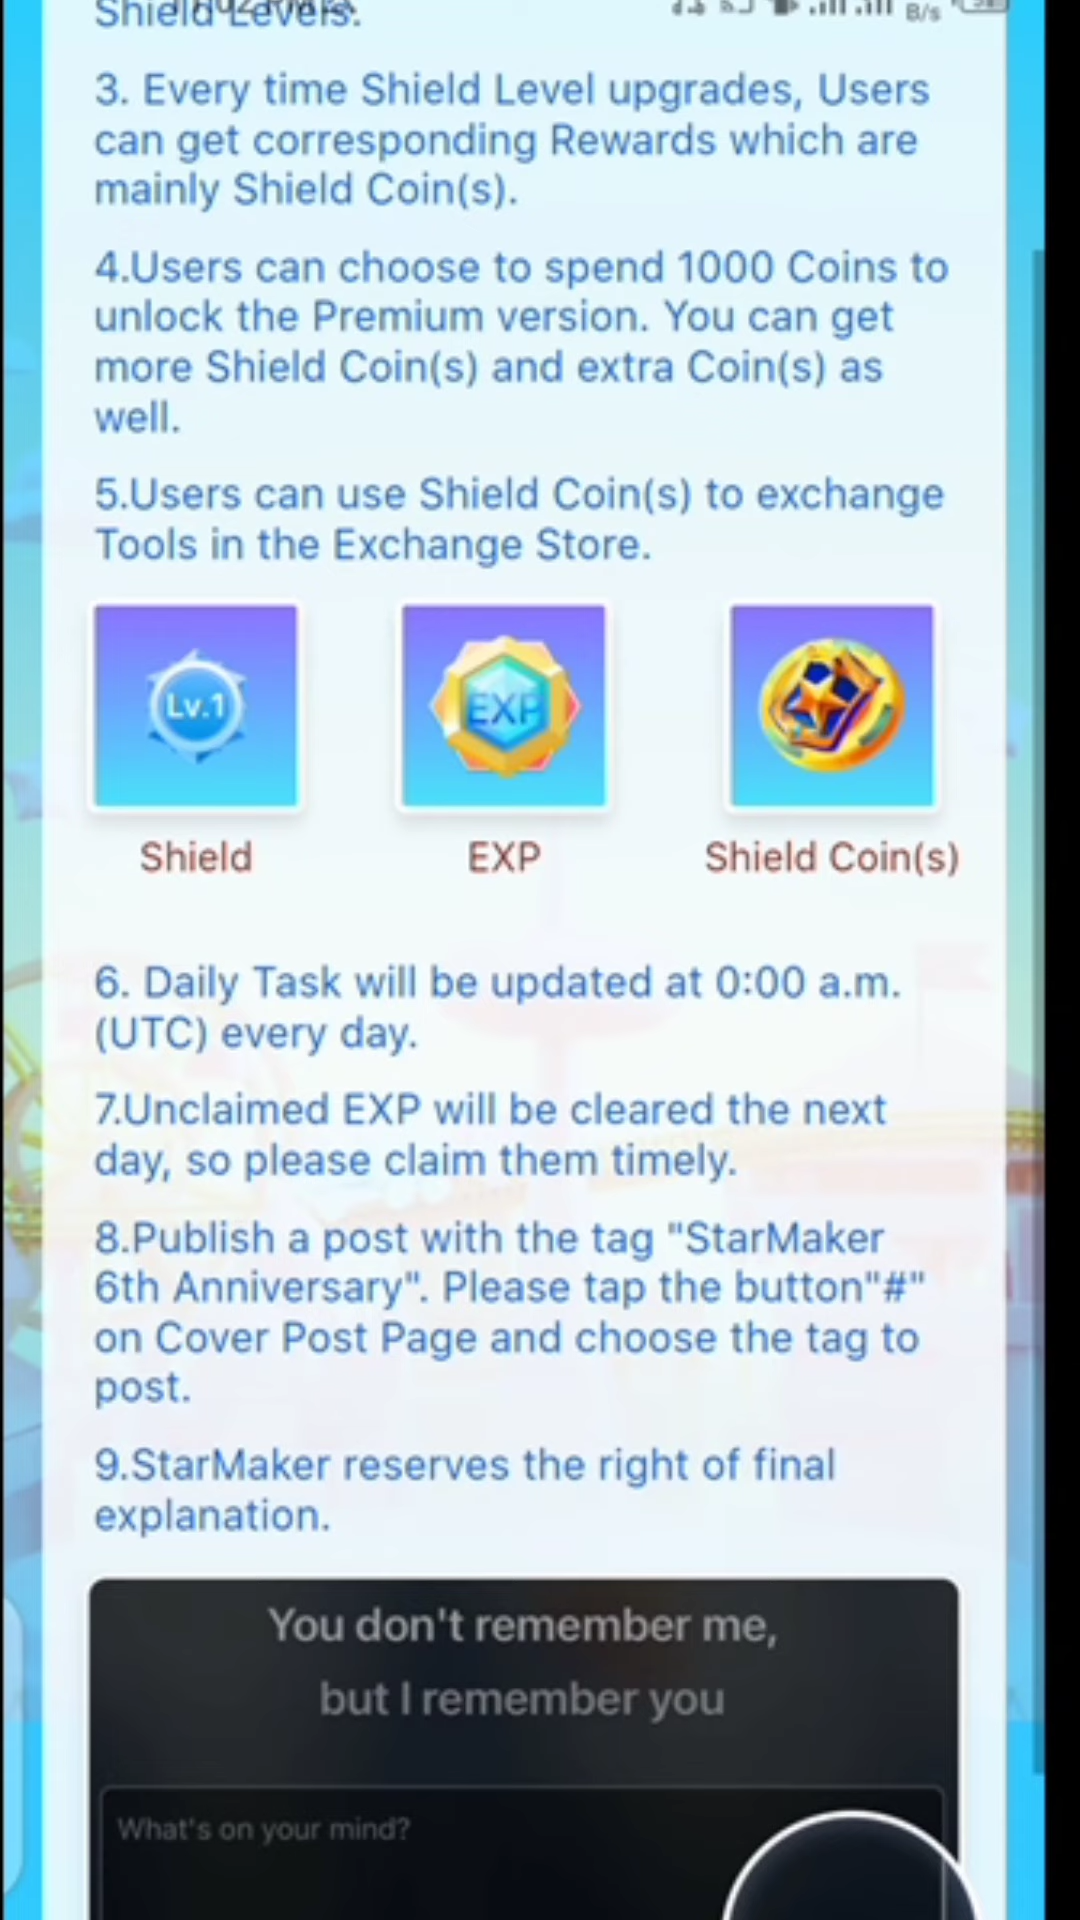 Shield Levels.
3. Every time Shield Level upgrades, Users
can get corresponding Rewards which are
mainly Shield Coin(s).
4.Users can choose to spend 1000 Coins to
unlock the Premium version. You can get
more Shield Coin(s) and extra Coin(s) as
well.
5.Users can use Shield Coin(s) to exchange
Tools in the Exchange Store.
Lv.1
EXP
Shield
EXP
Shield Coin(s)
6. Daily Task will be updated at 0:00 a.m.
(UTC) every day.
7.Unclaimed EXP will be cleared the next
day, so please claim them timely.
8.Publish a post with the tag "StarMaker
6th Anniversary". Please tap the button"#"
on Cover Post Page and choose the tag to
post.
9.StarMaker reserves the right of final
explanation.
You don't remember me,
but I remember you
What's on your mind?